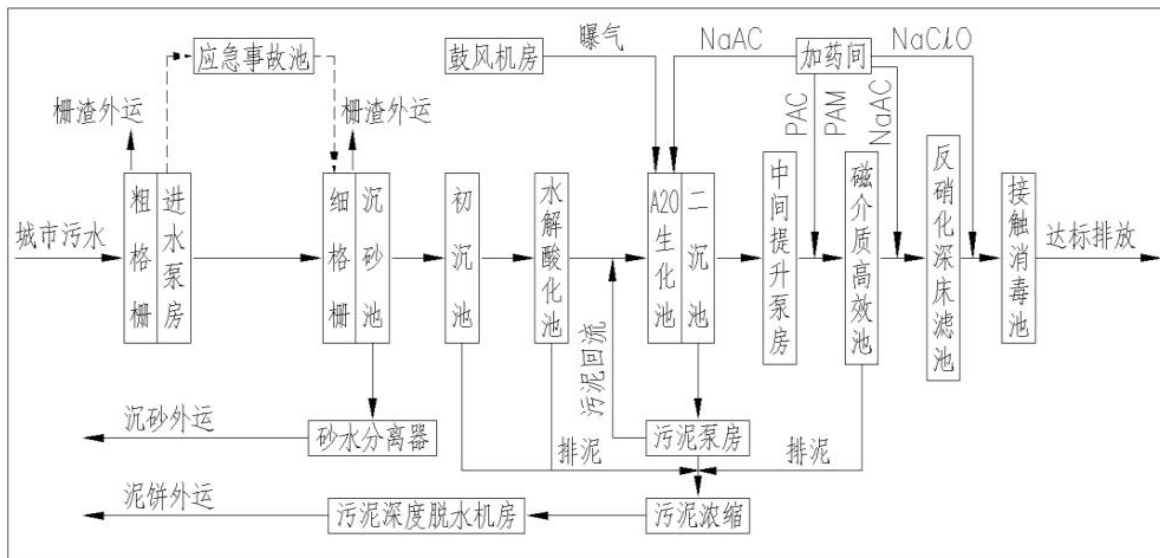 应急事故池
鼓风机房
曝气
NaAC
加药间
NaClO
栅渣外运
栅渣外运
PAC
PAM
NaAC
城市污水
粗格栅
进水泵房
细格栅
沉砂池
初沉池
水解酸化池
A2O生化池
二沉池
中间提升泵房
磁介质高效池
反硝化深床滤池
接触消毒池
达标排放
污泥回流
沉砂外运
砂水分离器
排泥
污泥泵房
排泥
泥饼外运
污泥深度脱水机房
污泥浓缩